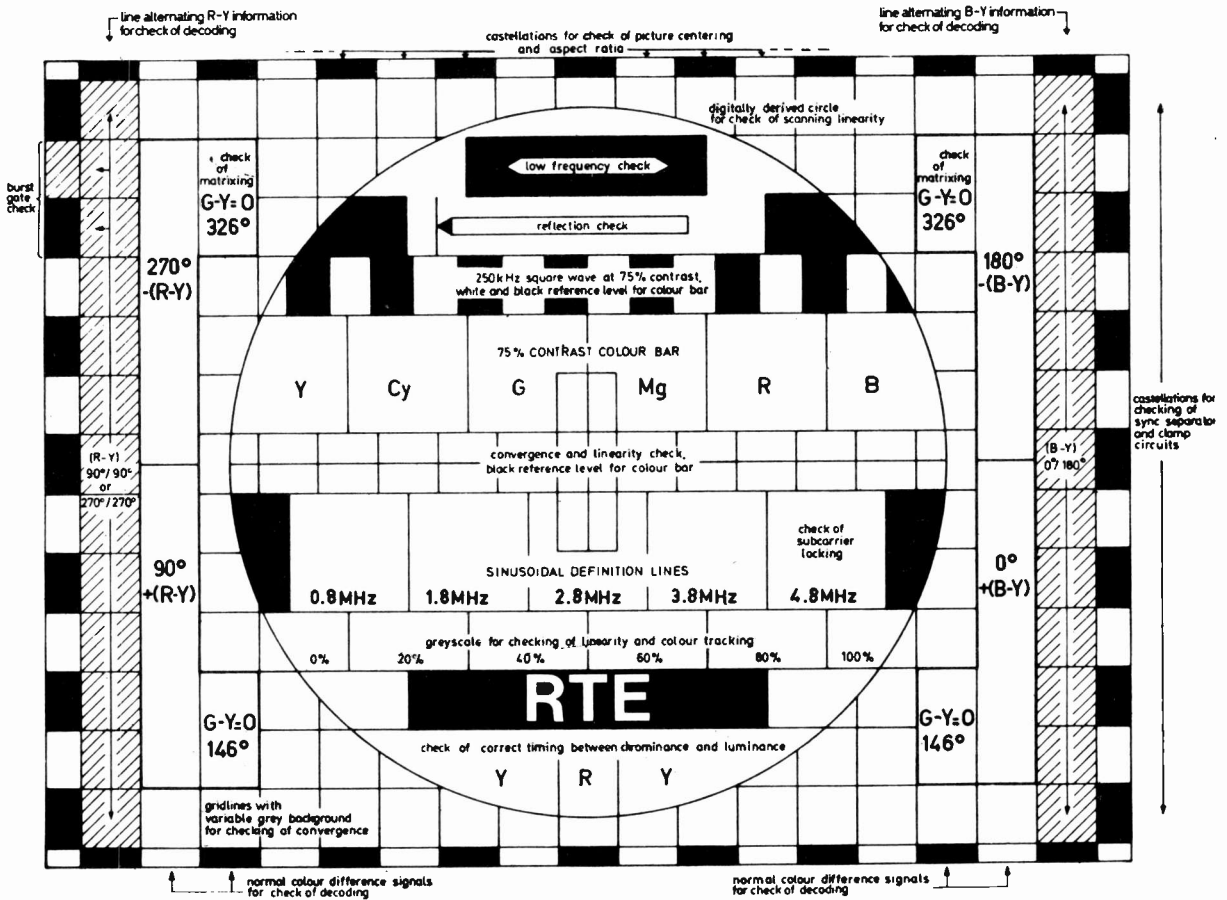 line alternating R-Y information
for check of decoding
castellations for check of picture centering
and aspect ratio
line alternating B-Y information
for check of decoding
digitally derived circle
for check of scanning linearity
burst
gate
check
check
of
matrixing
G-Y=0
326°
low frequency check
reflection check
check
of
matrixing
G-Y=0
326°
270°
-(R-Y)
250kHz square wave at 75% contrast,
white and black reference level for colour bar
180°
-(B-Y)
75% CONTRAST COLOUR BAR
Y Cy G Mg R B
castellations for
checking of
sync separator
and clamp
circuits
(R-Y)
90°/90°
or
270°/270°
convergence and linearity check,
black reference level for colour bar
(B-Y)
0°/180°
90°
+(R-Y)
check of
subcarrier
locking
SINUSOIDAL DEFINITION LINES
0.8MHz 1.8MHz 2.8MHz 3.8MHz 4.8MHz
0°
+(B-Y)
greyscale for checking of linearity and colour tracking
0% 20% 40% 60% 80% 100%
RTE
G-Y=0
146°
check of correct timing between chrominance and luminance
Y R Y
G-Y=0
146°
gridlines with
variable grey background
for checking of convergence
normal colour difference signals
for check of decoding
normal colour difference signals
for check of decoding